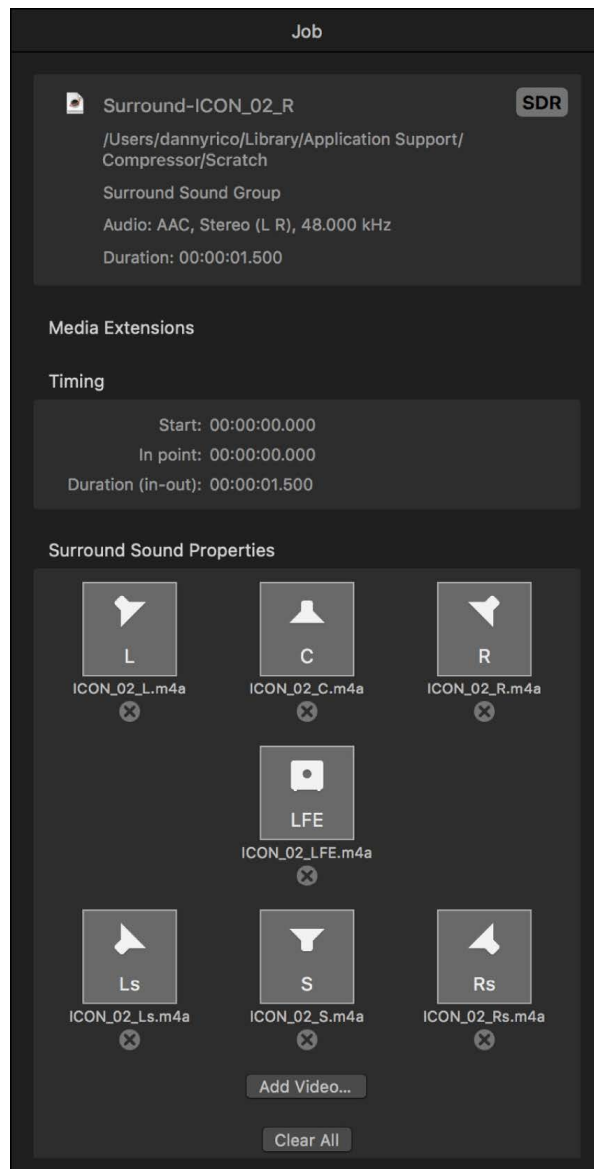 Job
Surround-ICON_02_R
SDR
/Users/dannyrico/Library/Application Support/
Compressor/Scratch
Surround Sound Group
Audio: AAC, Stereo (L R), 48.000 kHz
Duration: 00:00:01.500
Media Extensions
Timing
Start: 00:00:00.000
In point: 00:00:00.000
Duration (in-out): 00:00:01.500
Surround Sound Properties
L
C
R
ICON_02_L.m4a
ICON_02_C.m4a
ICON_02_R.m4a
LFE
ICON_02_LFE.m4a
Ls
S
Rs
ICON_02_Ls.m4a
ICON_02_S.m4a
ICON_02_Rs.m4a
Add Video...
Clear All